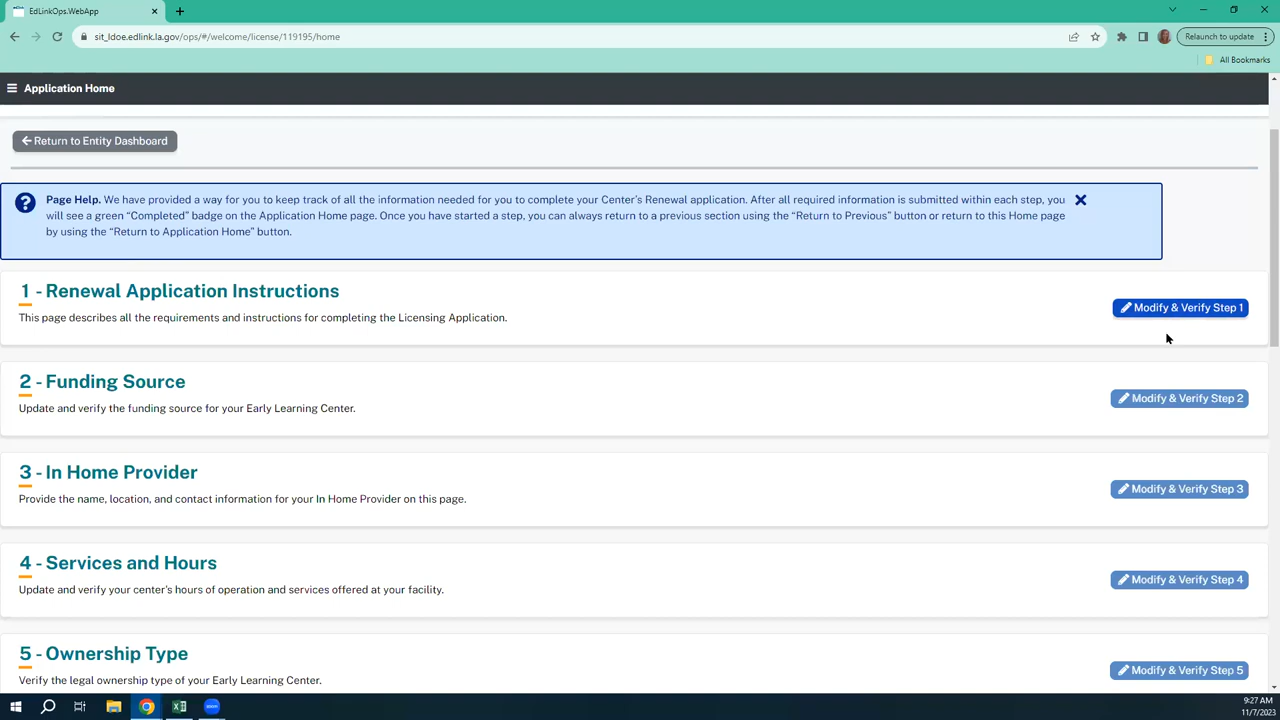 EdLinkOps.WebApp
sit_ldoe.edlink.la.gov/ops/#/welcome/license/119195/home
Relaunch to update
All Bookmarks
Application Home
Return to Entity Dashboard
Page Help. We have provided a way for you to keep track of all the information needed for you to complete your Center's Renewal application. After all required information is submitted within each step, you
will see a green “Completed” badge on the Application Home page. Once you have started a step, you can always return to a previous section using the “Return to Previous” button or return to this Home page
by using the “Return to Application Home” button.
1 - Renewal Application Instructions
This page describes all the requirements and instructions for completing the Licensing Application.
Modify & Verify Step 1
2 - Funding Source
Update and verify the funding source for your Early Learning Center.
Modify & Verify Step 2
3 - In Home Provider
Provide the name, location, and contact information for your In Home Provider on this page.
Modify & Verify Step 3
4 - Services and Hours
Update and verify your center's hours of operation and services offered at your facility.
Modify & Verify Step 4
5 - Ownership Type
Verify the legal ownership type of your Early Learning Center.
Modify & Verify Step 5
zoom
9:27 AM
11/7/2023